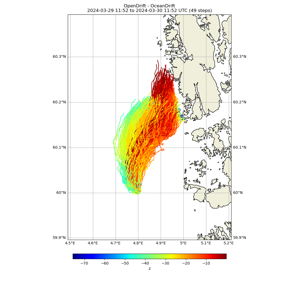 OpenDrift - OceanDrift
2024-03-29 11:52 to 2024-03-30 11:52 UTC (49 steps)
60.3°N 60.3°N
60.2°N 60.2°N
60.1°N 60.1°N
60°N 60°N
59.9°N 59.9°N
4.5°E 4.6°E 4.7°E 4.8°E 4.9°E 5°E 5.1°E 5.2°E
−70 −60 −50 −40 −30 −20 −10
z